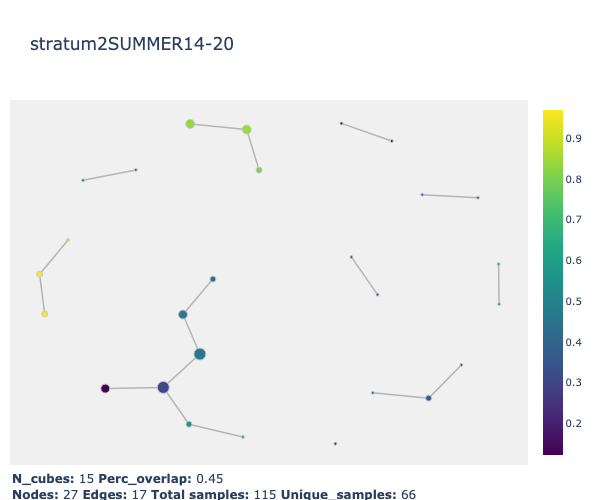 stratum2SUMMER14-20
0.9
0.8
0.7
0.6
0.5
0.4
0.3
0.2
N_cubes: 15 Perc_overlap: 0.45
Nodes: 27 Edges: 17 Total samples: 115 Unique_samples: 66